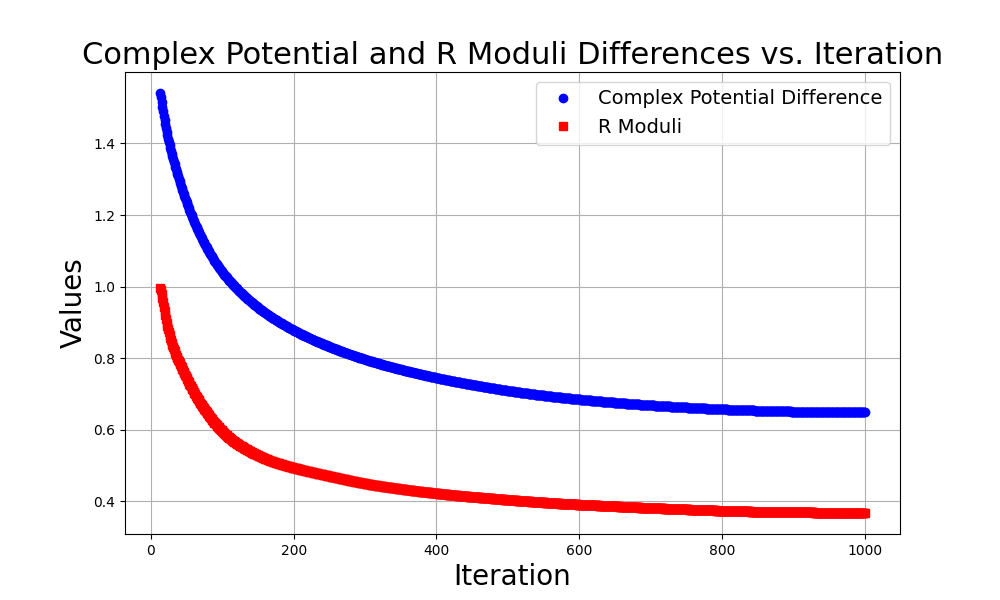 Complex Potential and R Moduli Differences vs. Iteration
Complex Potential Difference
R Moduli
Values
1.4
1.2
1.0
0.8
0.6
0.4
0
200
400
600
800
1000
Iteration